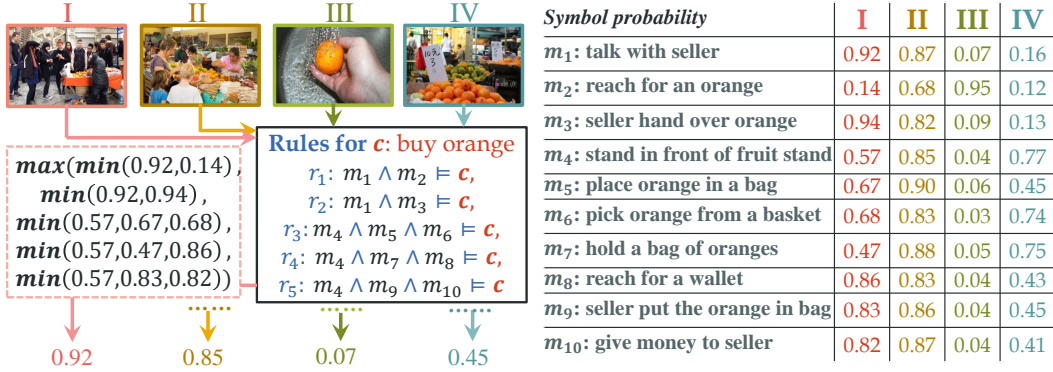 I II III IV
10元
3
max(min(0.92,0.14),
min(0.92,0.94),
min(0.57,0.67,0.68),
min(0.57,0.47,0.86),
min(0.57,0.83,0.82))
Rules for c: buy orange
r₁: m₁ ∧ m₂ ⊨ c,
r₂: m₁ ∧ m₃ ⊨ c,
r₃: m₄ ∧ m₅ ∧ m₆ ⊨ c,
r₄: m₄ ∧ m₇ ∧ m₈ ⊨ c,
r₅: m₄ ∧ m₉ ∧ m₁₀ ⊨ c
0.92 0.85 0.07 0.45
Symbol probability I II III IV
m₁: talk with seller 0.92 0.87 0.07 0.16
m₂: reach for an orange 0.14 0.68 0.95 0.12
m₃: seller hand over orange 0.94 0.82 0.09 0.13
m₄: stand in front of fruit stand 0.57 0.85 0.04 0.77
m₅: place orange in a bag 0.67 0.90 0.06 0.45
m₆: pick orange from a basket 0.68 0.83 0.03 0.74
m₇: hold a bag of oranges 0.47 0.88 0.05 0.75
m₈: reach for a wallet 0.86 0.83 0.04 0.43
m₉: seller put the orange in bag 0.83 0.86 0.04 0.45
m₁₀: give money to seller 0.82 0.87 0.04 0.41